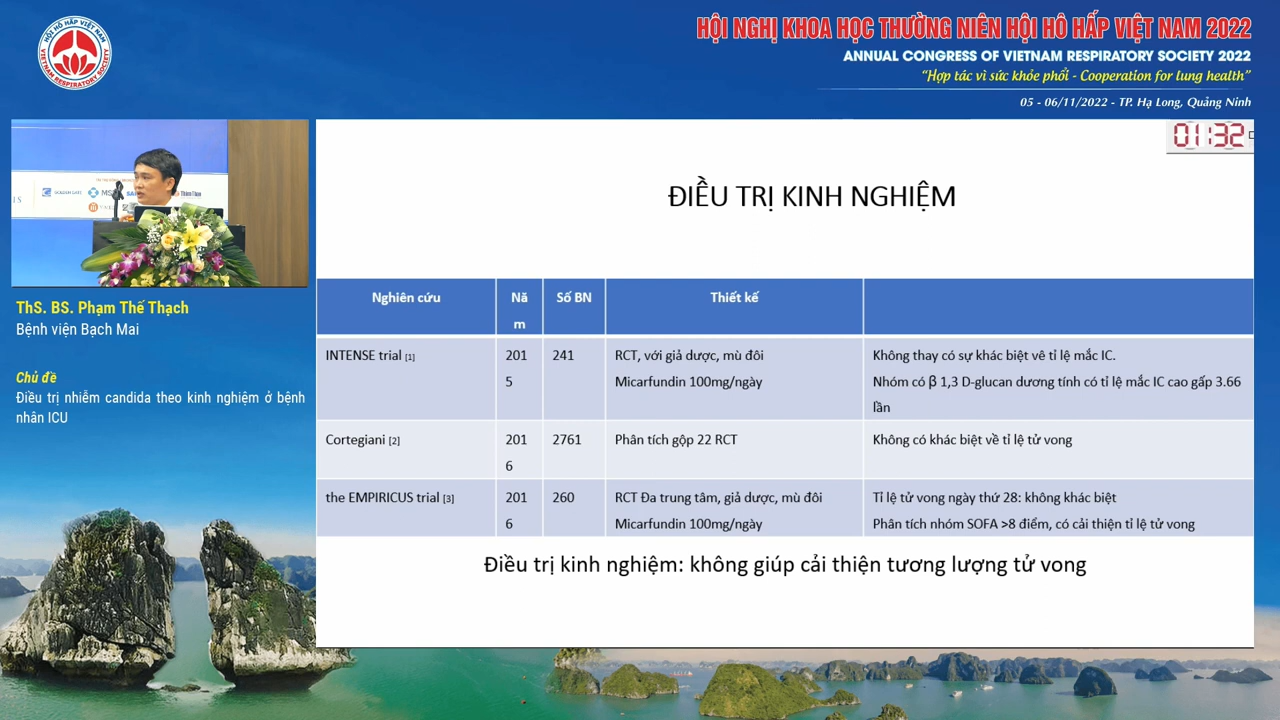 HỘI HÔ HẤP VIỆT NAM
VIETNAM RESPIRATORY SOCIETY
HỘI NGHỊ KHOA HỌC THƯỜNG NIÊN HỘI HÔ HẤP VIỆT NAM 2022
ANNUAL CONGRESS OF VIETNAM RESPIRATORY SOCIETY 2022
“Hợp tác vì sức khỏe phổi - Cooperation for lung health”
05 - 06/11/2022 - TP. Hạ Long, Quảng Ninh
01:32
ThS. BS. Phạm Thế Thạch
Bệnh viện Bạch Mai
Chủ đề
Điều trị nhiễm candida theo kinh nghiệm ở bệnh
nhân ICU
ĐIỀU TRỊ KINH NGHIỆM
Nghiên cứu Nă Số BN Thiết kế
m
INTENSE trial [1] 201 241 RCT, với giả dược, mù đôi Không thay có sự khác biệt vê tỉ lệ mắc IC.
5 Micarfundin 100mg/ngày Nhóm có β 1,3 D-glucan dương tính có tỉ lệ mắc IC cao gấp 3.66
lần
Cortegiani [2] 201 2761 Phân tích gộp 22 RCT Không có khác biệt về tỉ lệ tử vong
6
the EMPIRICUS trial [3] 201 260 RCT Đa trung tâm, giả dược, mù đôi Tỉ lệ tử vong ngày thứ 28: không khác biệt
6 Micarfundin 100mg/ngày Phân tích nhóm SOFA >8 điểm, có cải thiện tỉ lệ tử vong
Điều trị kinh nghiệm: không giúp cải thiện tương lượng tử vong